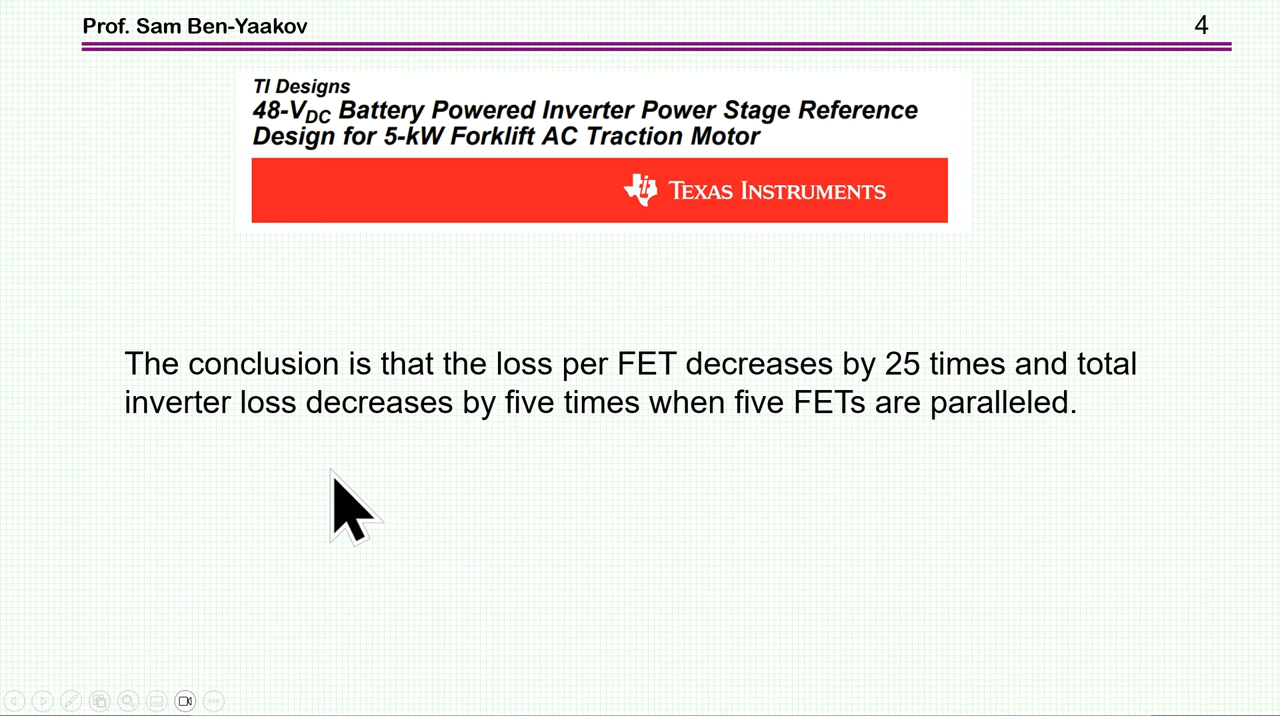 Prof. Sam Ben-Yaakov
4
TI Designs
48-VDC Battery Powered Inverter Power Stage Reference
Design for 5-kW Forklift AC Traction Motor
TEXAS INSTRUMENTS
The conclusion is that the loss per FET decreases by 25 times and total
inverter loss decreases by five times when five FETs are paralleled.